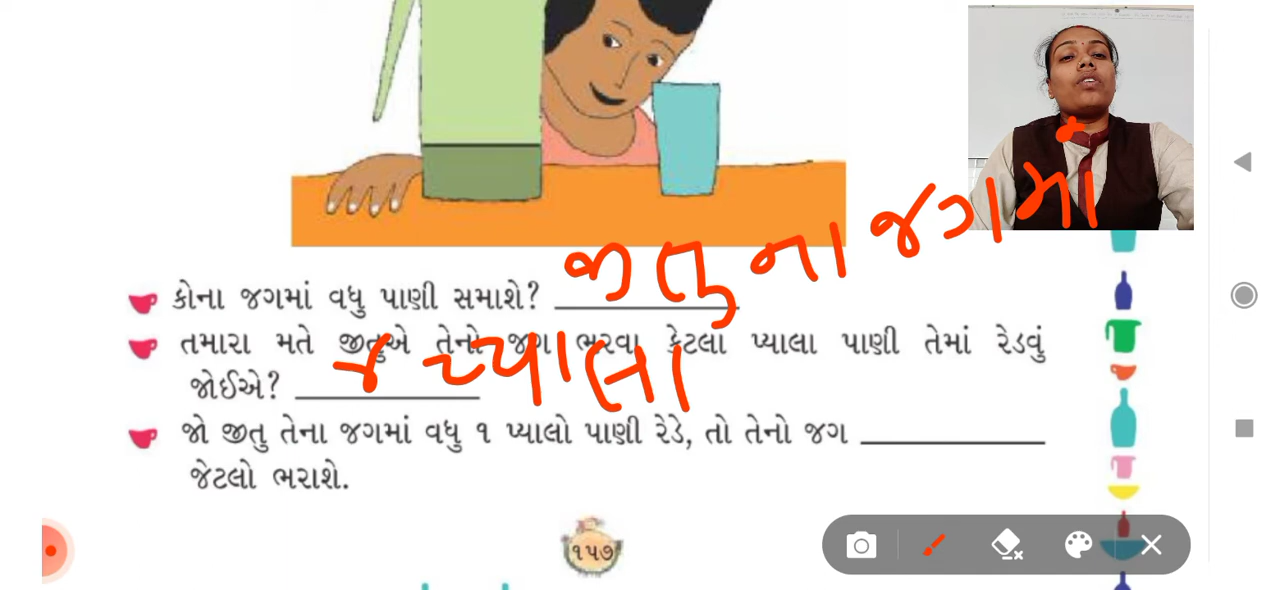 કોના જગમાં વધુ પાણી સમાશે? જીતુના જગમાં
તમારા મતે જીતુએ તેનો જગ ભરવા કેટલા પ્યાલા પાણી તેમાં રેડવું
જોઈએ? ૪ પ્યાલા
જો જીતુ તેના જગમાં વધુ ૧ પ્યાલો પાણી રેડે, તો તેનો જગ
જેટલો ભરાશે.
૧૫૭